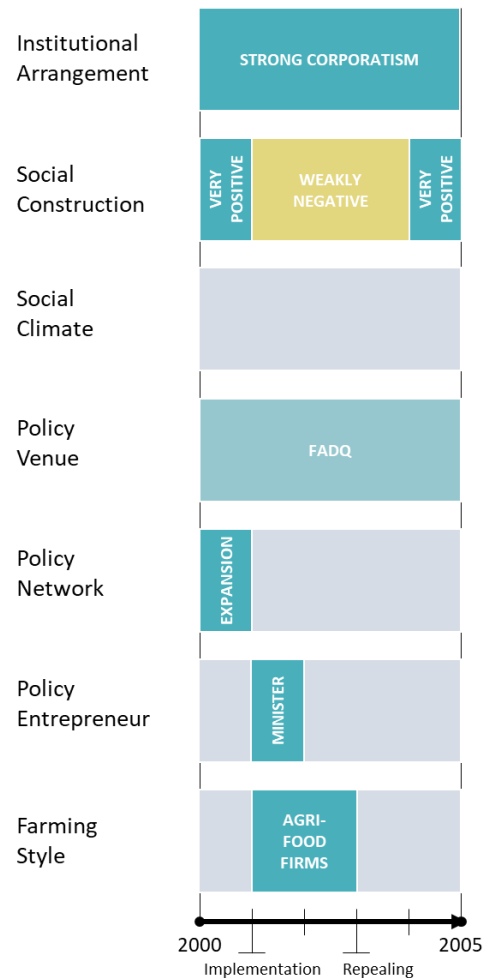 Institutional
Arrangement
STRONG CORPORATISM
Social
Construction
VERY
POSITIVE
WEAKLY
NEGATIVE
VERY
POSITIVE
Social
Climate
Policy
Venue
FADQ
Policy
Network
EXPANSION
Policy
Entrepreneur
MINISTER
Farming
Style
AGRI-
FOOD
FIRMS
2000
2005
Implementation
Repealing